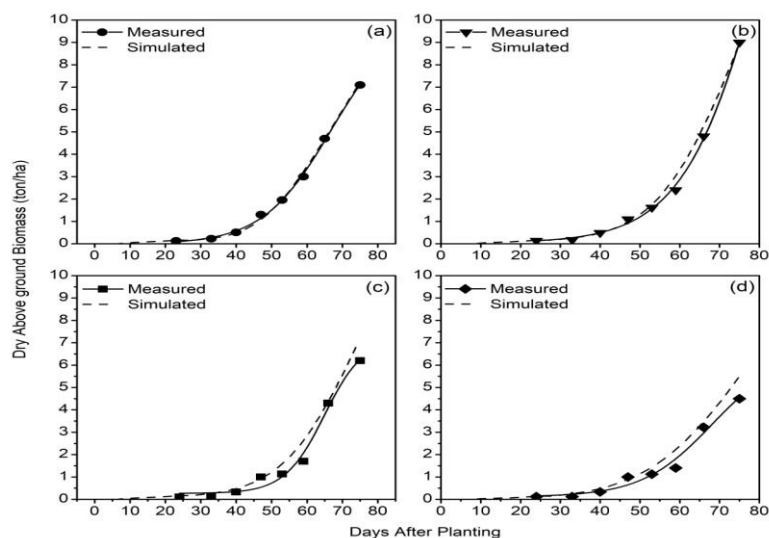 Dry Above ground Biomass (ton/ha)
10
9
8
7
6
5
4
3
2
1
0
Measured
Simulated
(a)
0 10 20 30 40 50 60 70 80
10
9
8
7
6
5
4
3
2
1
0
Measured
Simulated
(b)
0 10 20 30 40 50 60 70 80
10
9
8
7
6
5
4
3
2
1
0
Measured
Simulated
(c)
0 10 20 30 40 50 60 70 80
10
9
8
7
6
5
4
3
2
1
0
Measured
Simulated
(d)
0 10 20 30 40 50 60 70 80
Days After Planting